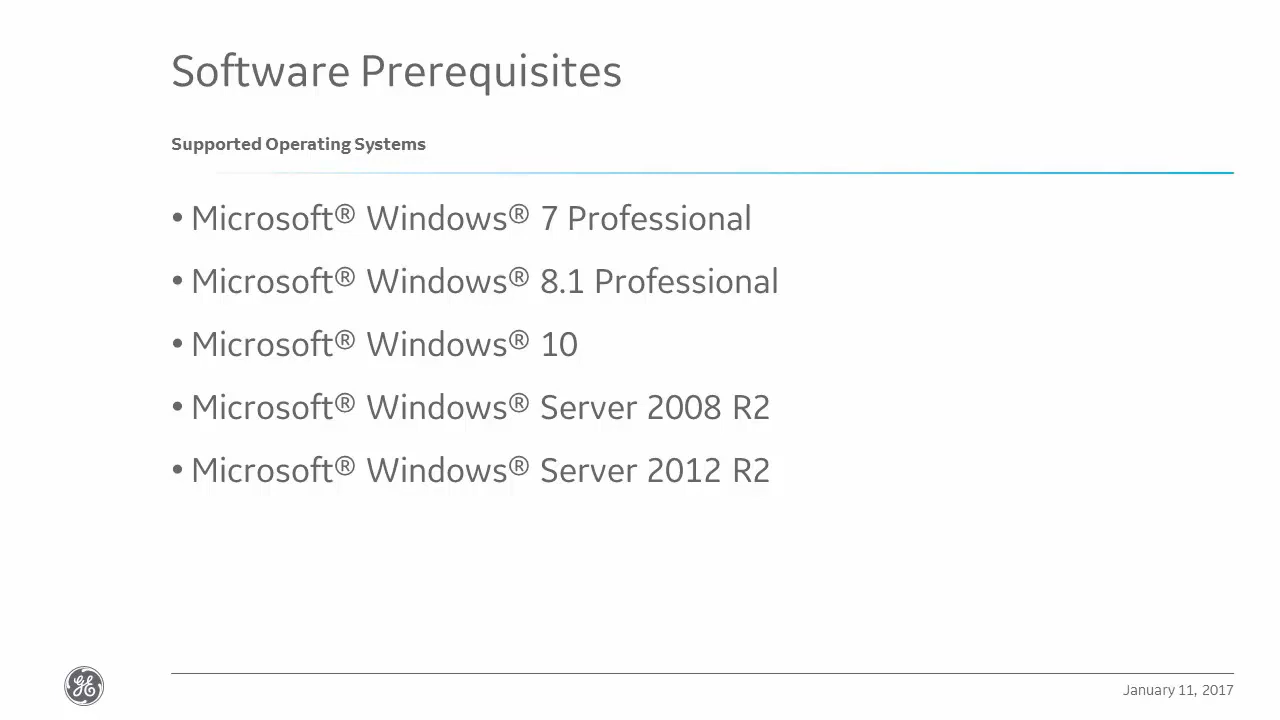 Software Prerequisites
Supported Operating Systems
• Microsoft® Windows® 7 Professional
• Microsoft® Windows® 8.1 Professional
• Microsoft® Windows® 10
• Microsoft® Windows® Server 2008 R2
• Microsoft® Windows® Server 2012 R2
GE
January 11, 2017